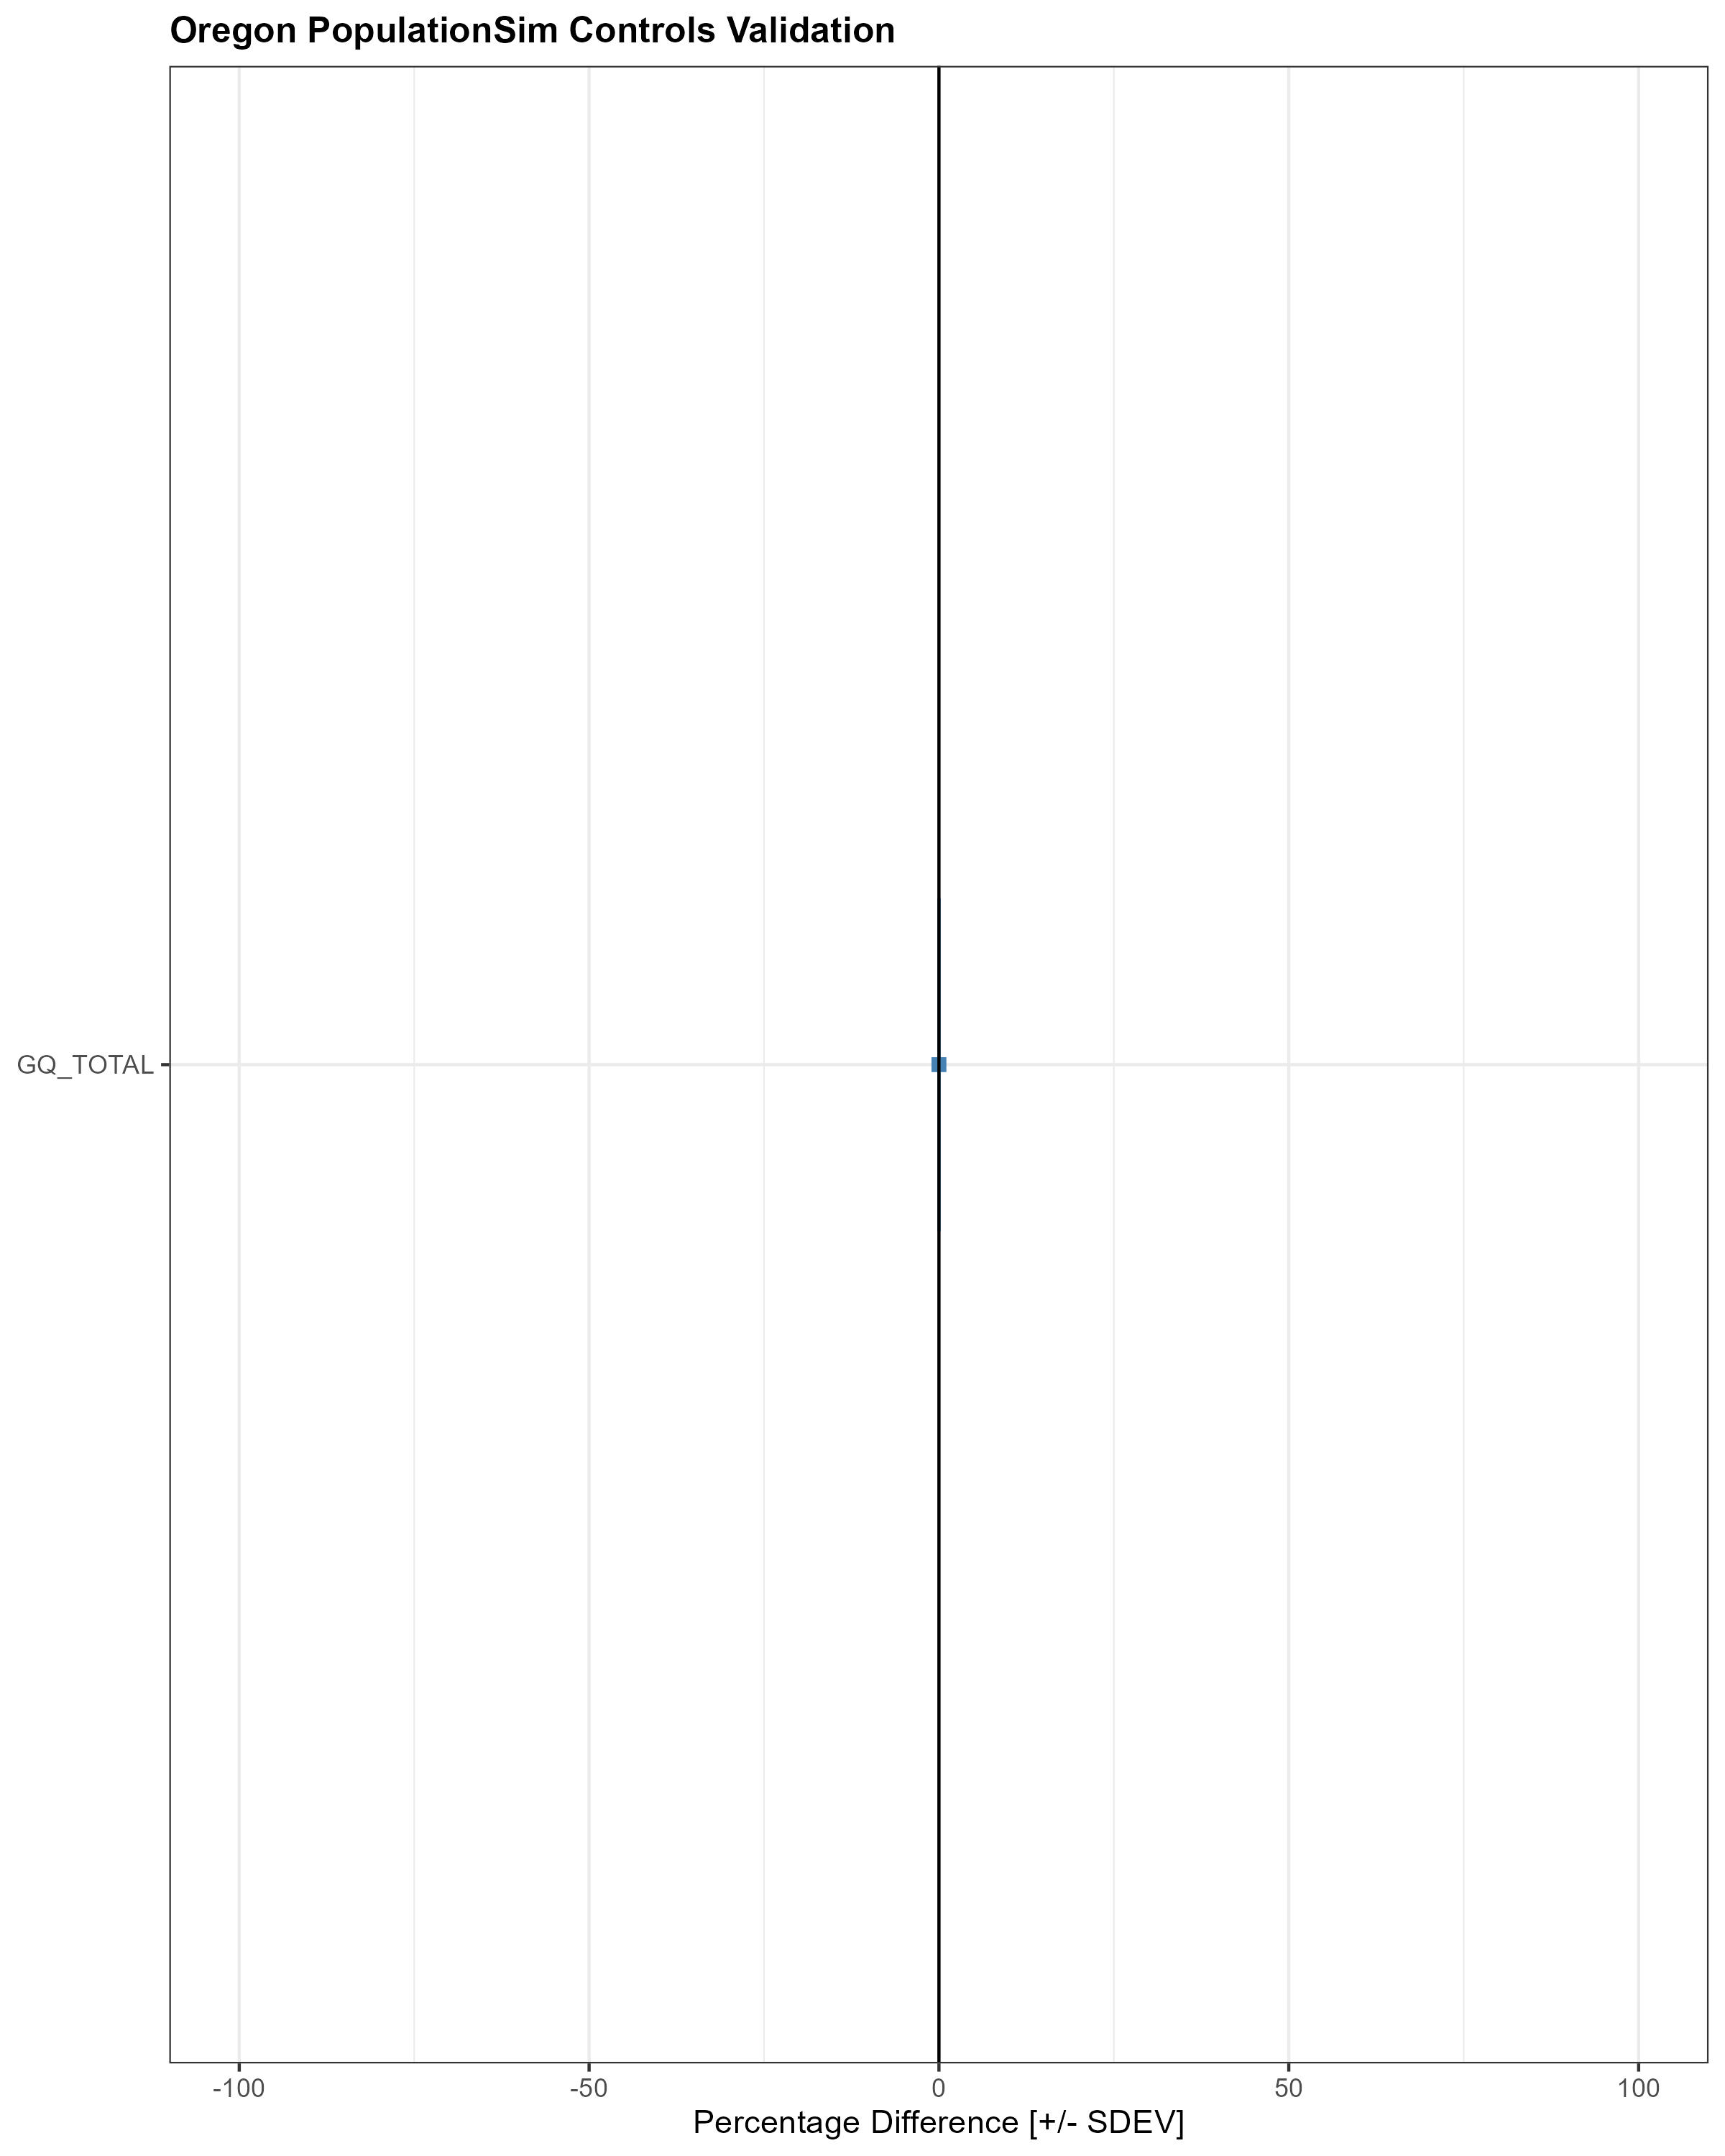 Oregon PopulationSim Controls Validation
GQ_TOTAL
-100 -50 0 50 100
Percentage Difference [+/- SDEV]